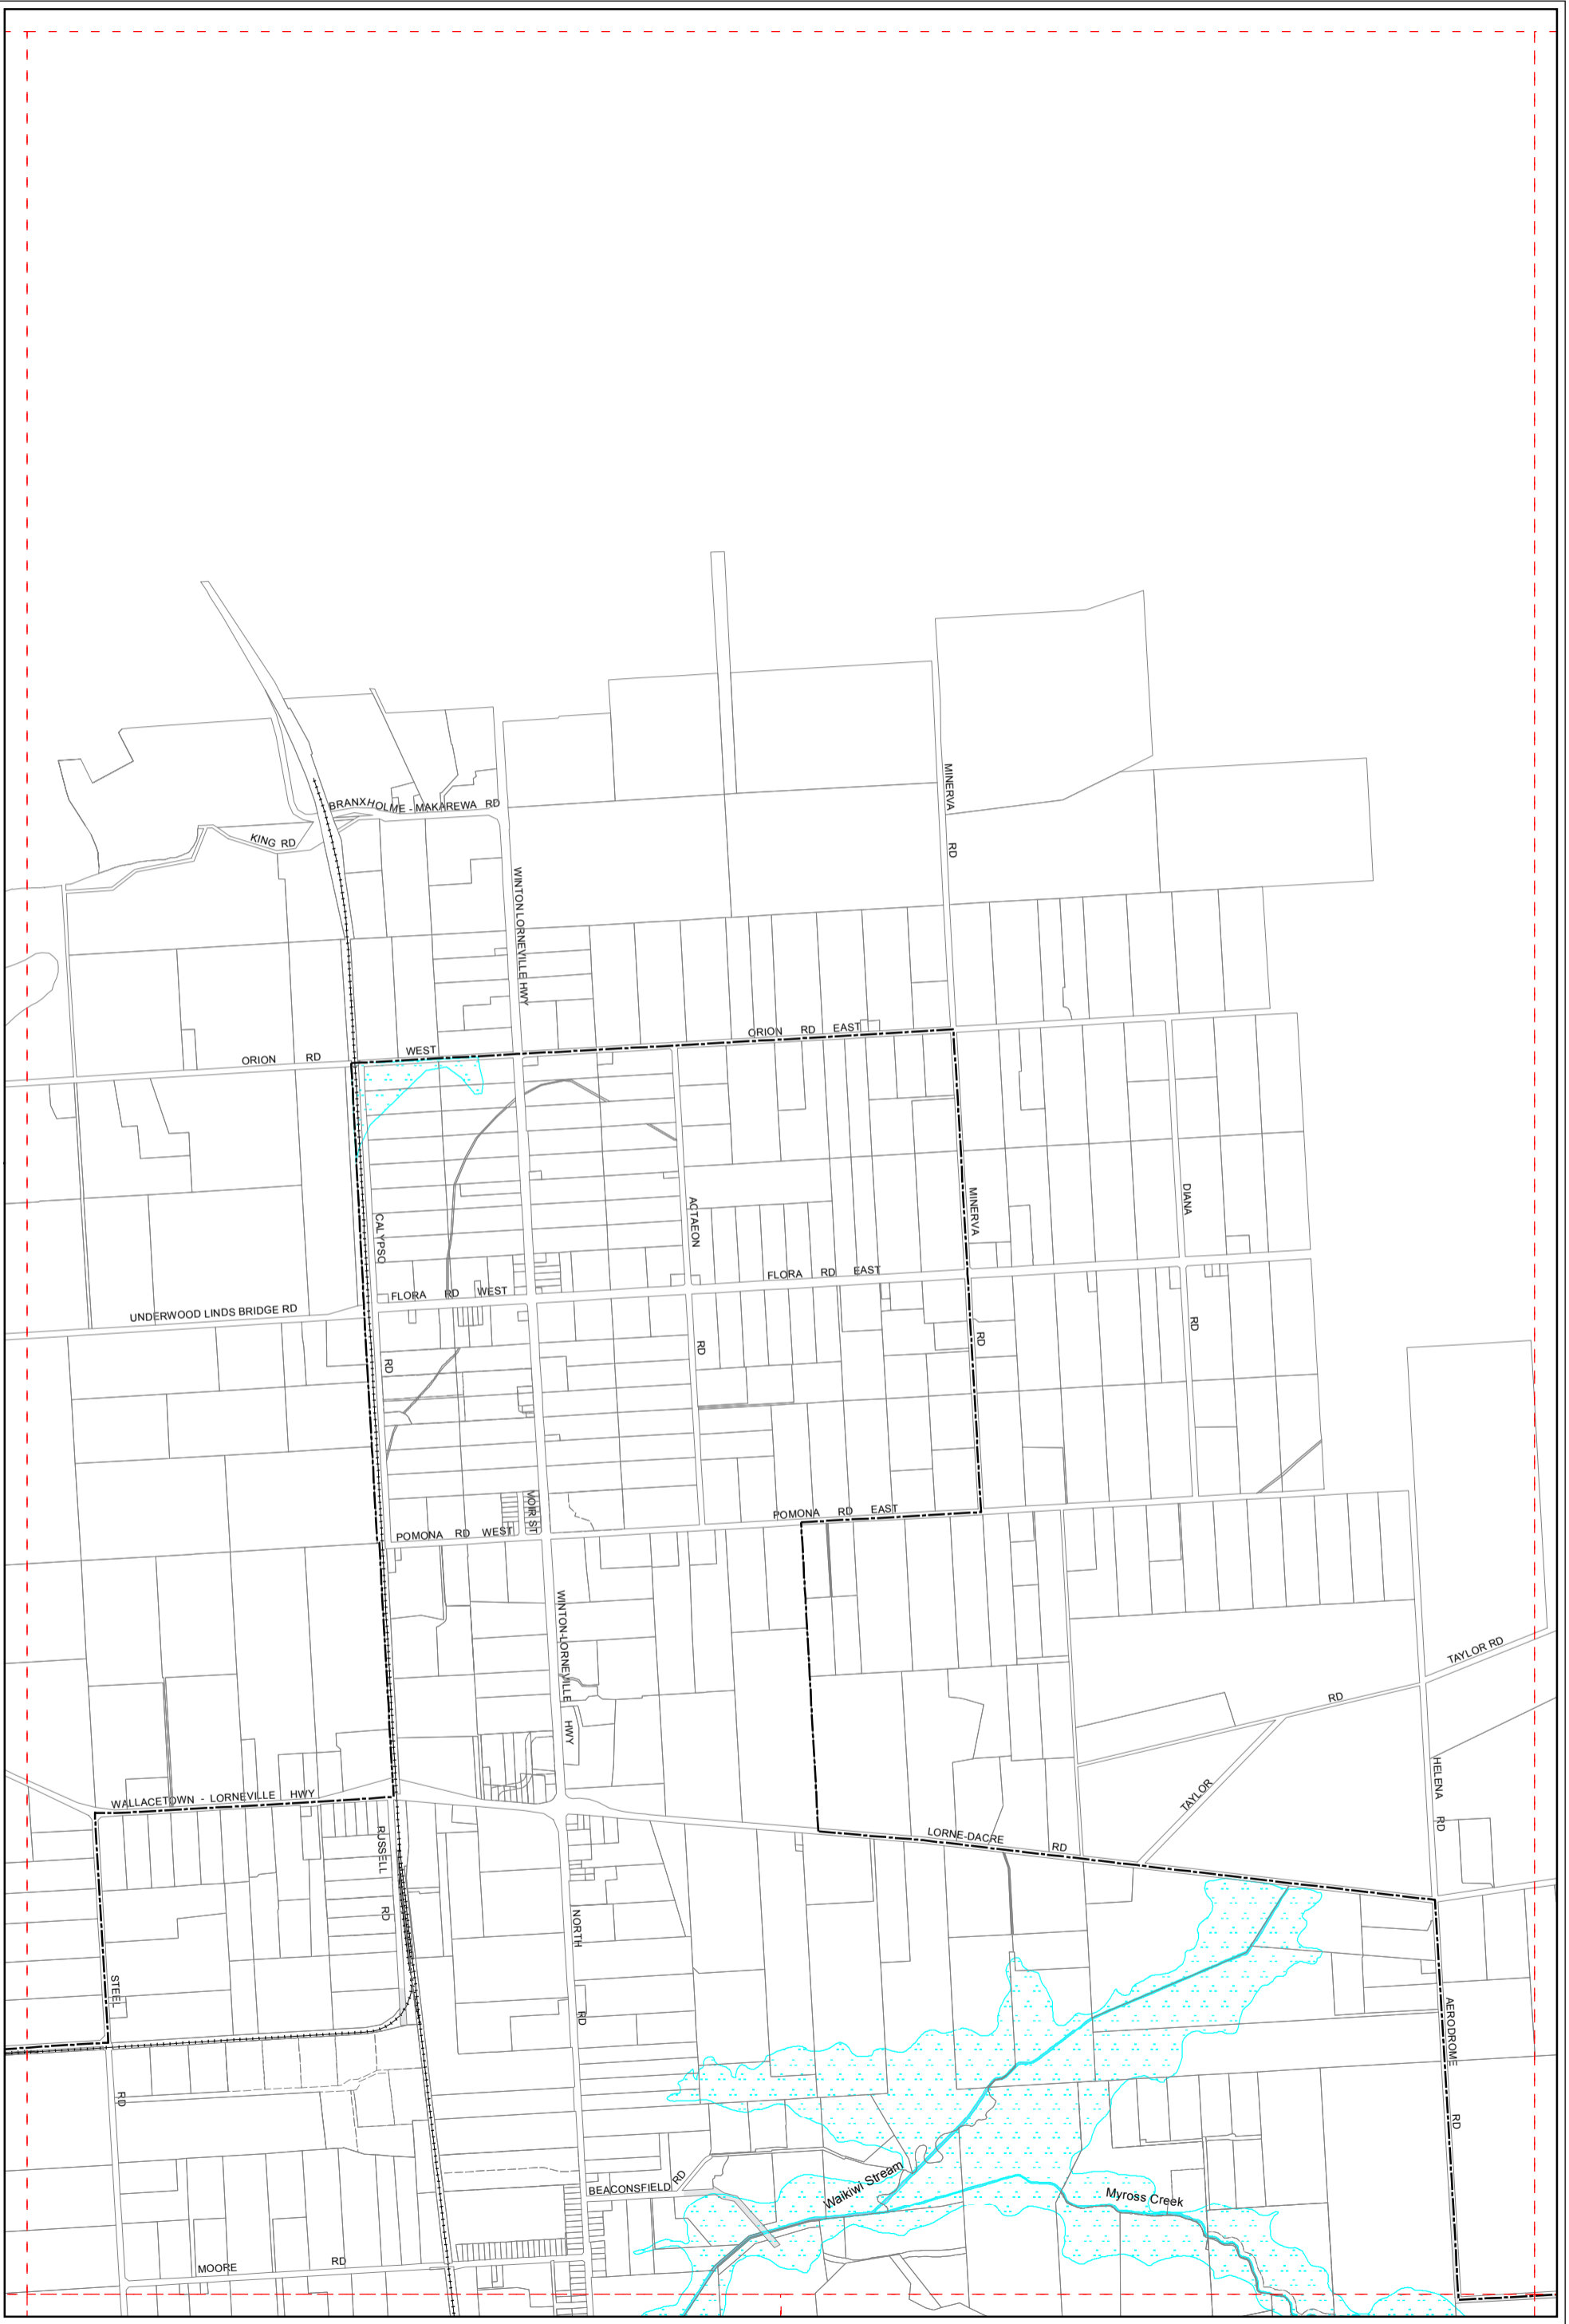 MINERVA
RD
BRANXHOLME - MAKAREWA RD
KING RD
WINTON LORNEVILLE HWY
ORION RD EAST
ORION RD WEST
CALYPSO
RD
ACTAEON
RD
MINERVA
RD
DIANA
RD
FLORA RD EAST
FLORA RD WEST
UNDERWOOD LINDS BRIDGE RD
MOIR ST
POMONA RD EAST
POMONA RD WEST
WINTON-LORNEVILLE HWY
TAYLOR RD
RD
TAYLOR
HELENA RD
WALLACETOWN - LORNEVILLE HWY
RUSSELL RD
LORNE-DACRE RD
NORTH
RD
STEEL
RD
AERODROME
RD
BEACONSFIELD RD
Waikiwi Stream
Myross Creek
MOORE RD